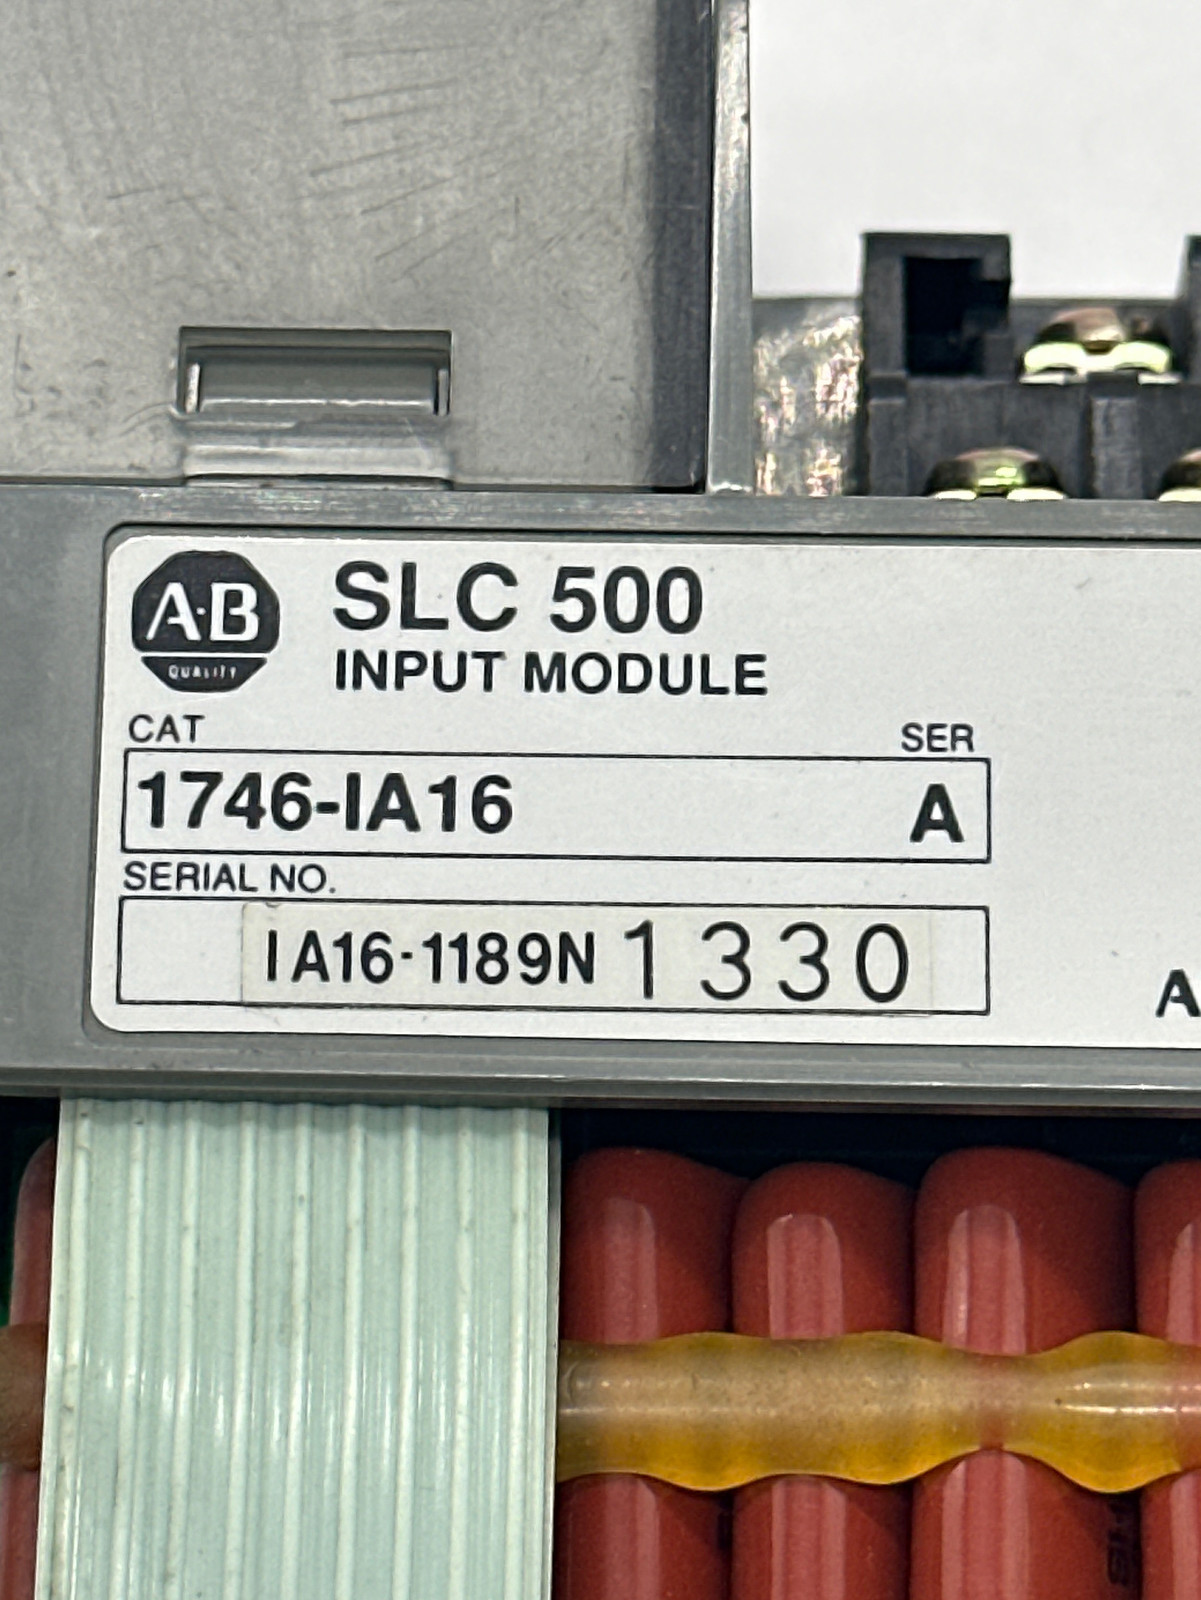 A·B
QUALITY
SLC 500
INPUT MODULE
CAT
SER
1746-IA16
A
SERIAL NO.
IA16-1189N 1330
A